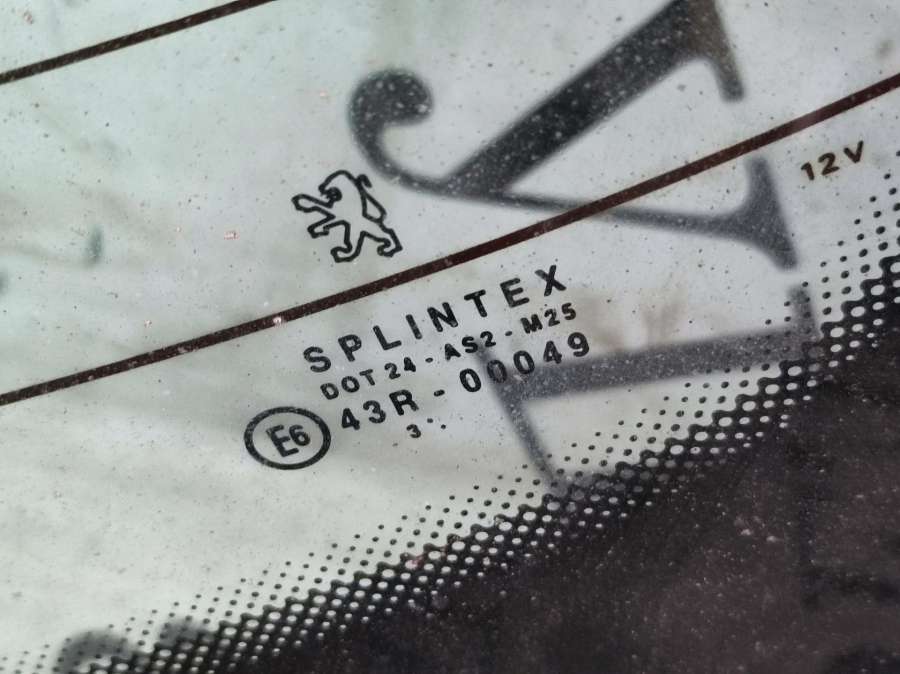 12V
SPLINTEX
DOT 24-AS2-M25
43R-00049
E6
3..